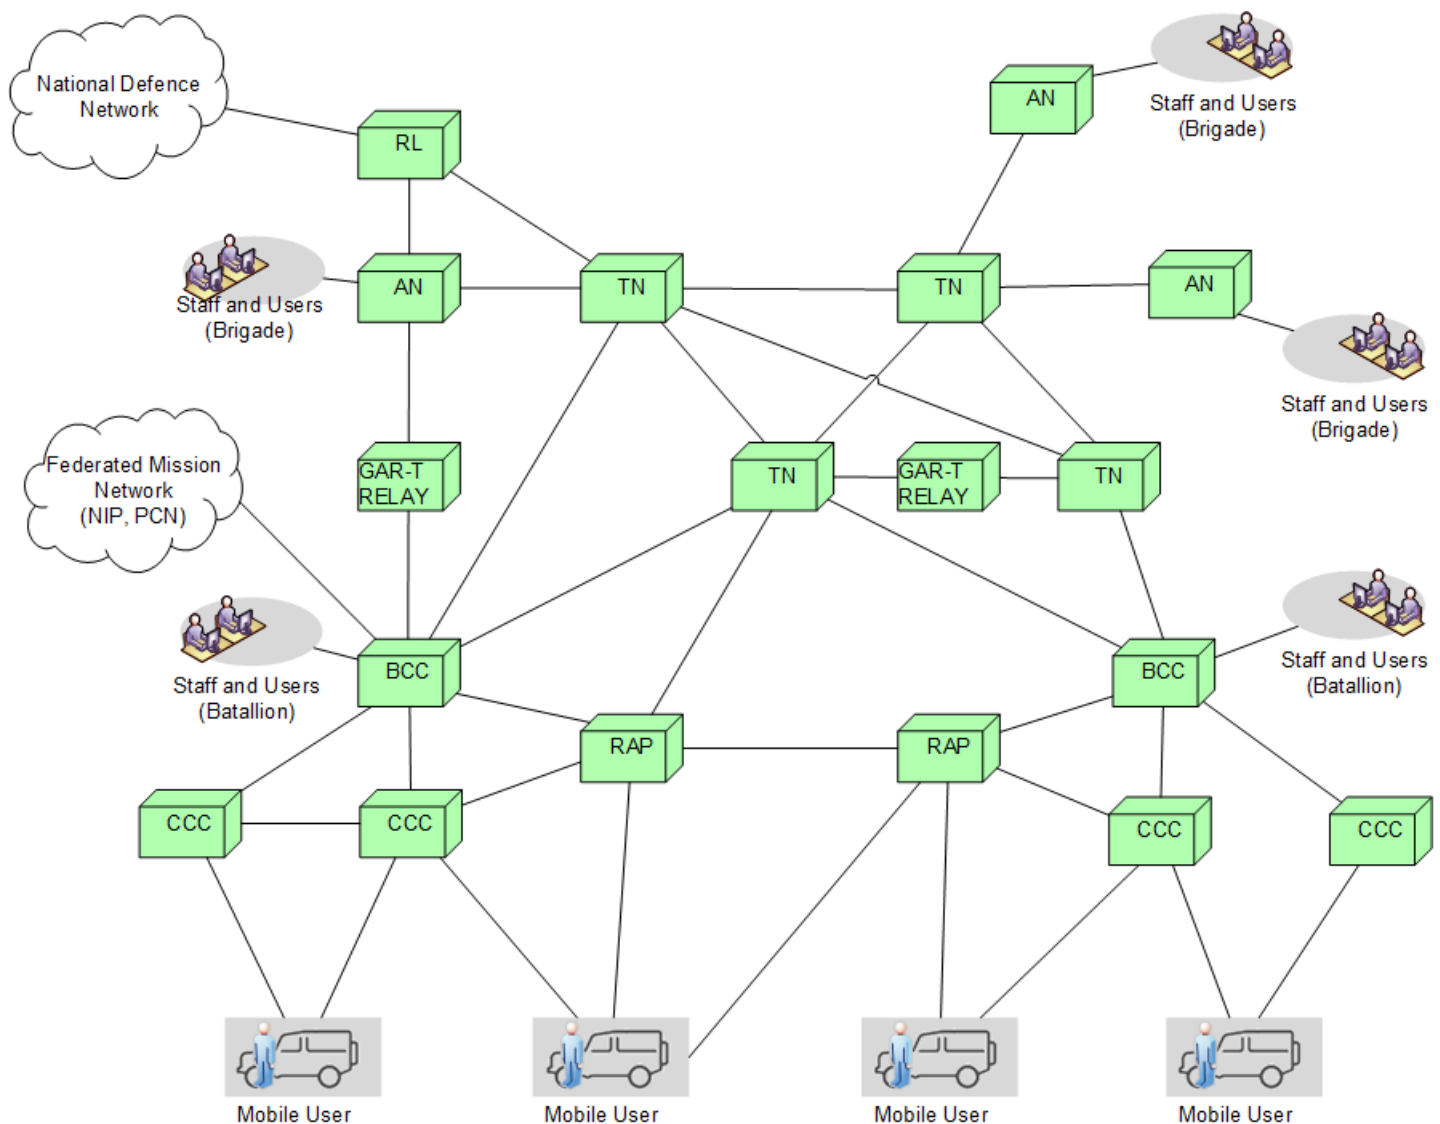 National Defence
Network
RL
AN
Staff and Users
(Brigade)
Staff and Users
(Brigade)
AN
TN
TN
AN
Staff and Users
(Brigade)
Federated Mission
Network
(NIP, PCN)
GAR-T
RELAY
TN
GAR-T
RELAY
TN
Staff and Users
(Batallion)
BCC
BCC
Staff and Users
(Batallion)
RAP
RAP
CCC
CCC
CCC
CCC
Mobile User
Mobile User
Mobile User
Mobile User